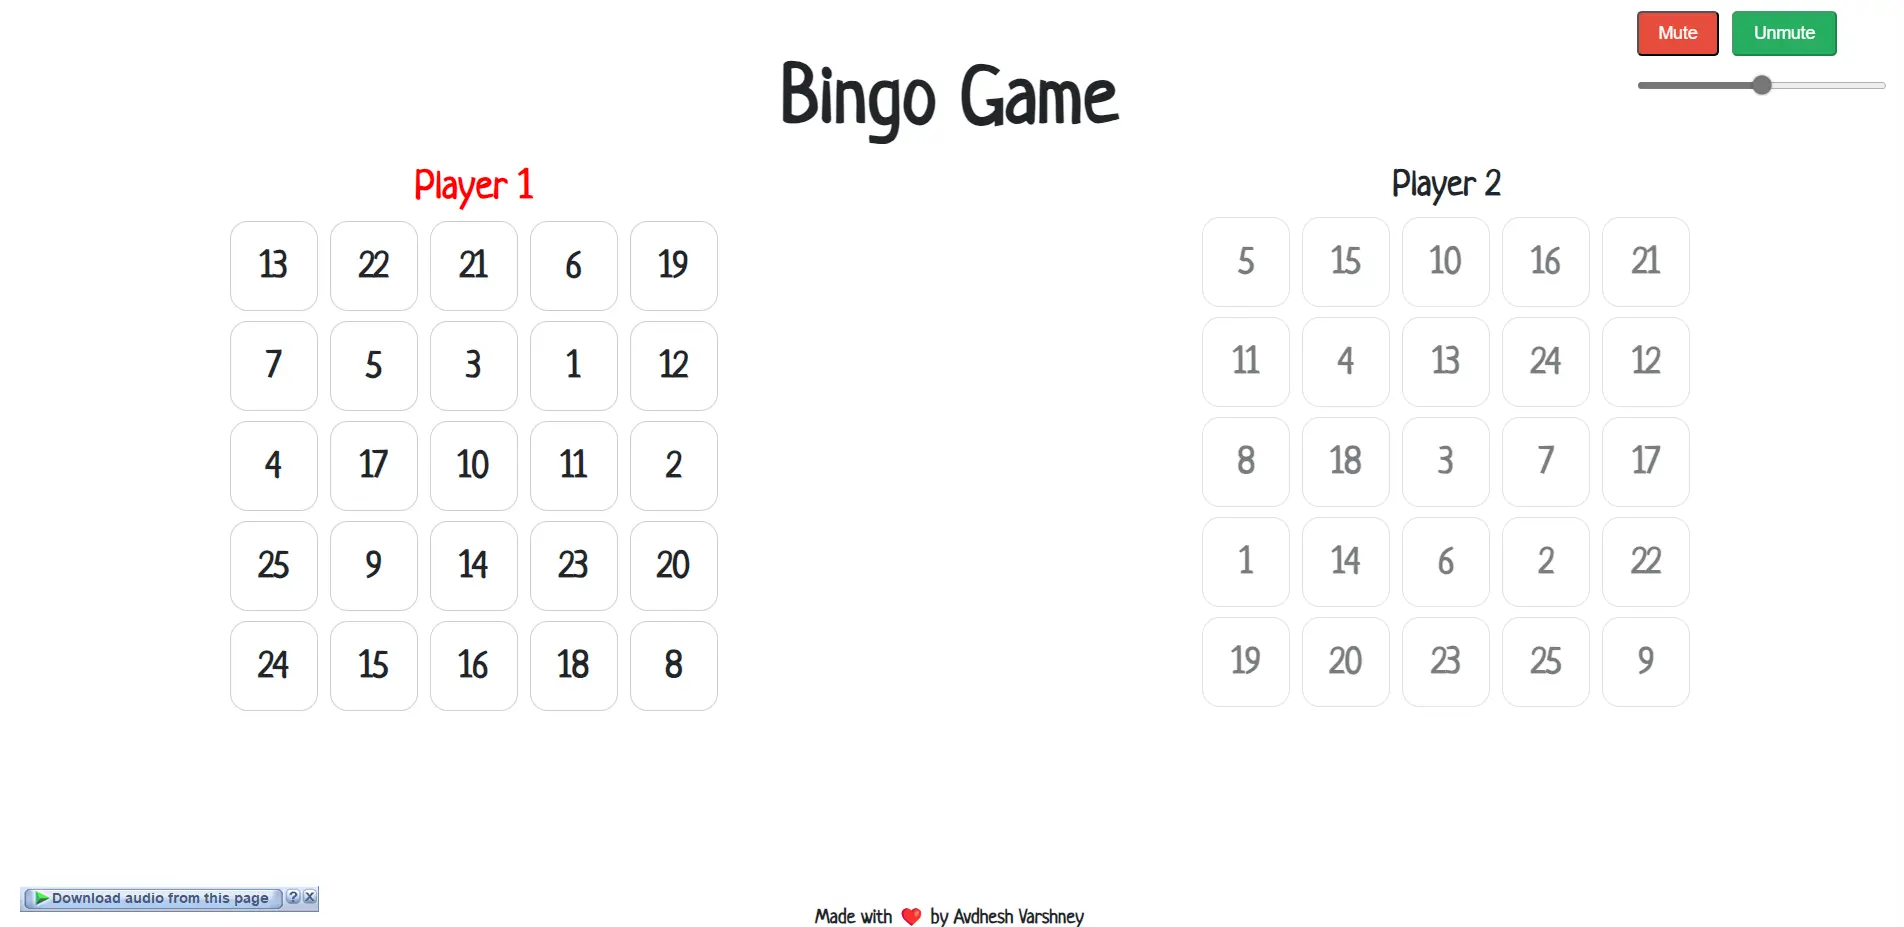 Mute Unmute
Bingo Game
Player 1
13 22 21 6 19
7 5 3 1 12
4 17 10 11 2
25 9 14 23 20
24 15 16 18 8
Player 2
5 15 10 16 21
11 4 13 24 12
8 18 3 7 17
1 14 6 2 22
19 20 23 25 9
Download audio from this page ? x
Made with ❤️ by Avdhesh Varshney